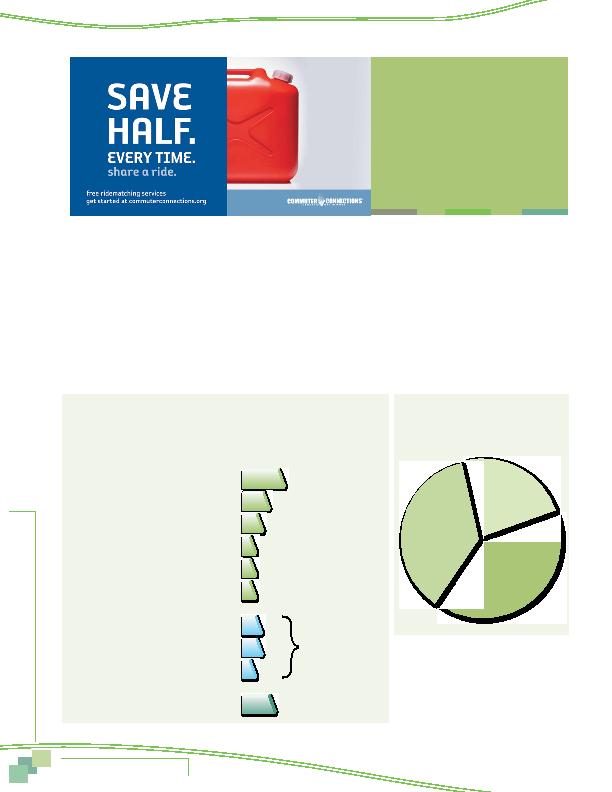 SAVE
HALF.
EVERY TIME.
share a ride.
free ridematching services
get started at commuterconnections.org
COMMUTER CONNECTIONS